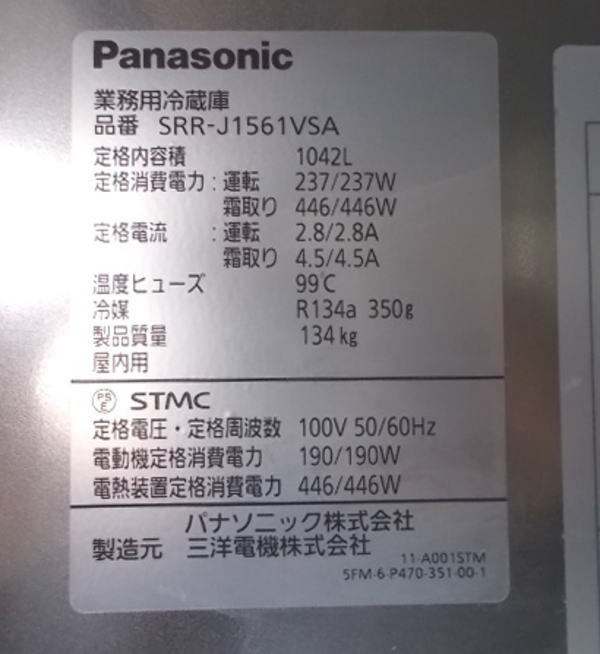 Panasonic
業務用冷蔵庫
品番 SRR-J1561VSA
定格内容積 1042L
定格消費電力：運転 237/237W
霜取り 446/446W
定格電流 ：運転 2.8/2.8A
霜取り 4.5/4.5A
温度ヒューズ 99℃
冷媒 R134a 350g
製品質量 134kg
屋内用
PS E STMC
定格電圧・定格周波数 100V 50/60Hz
電動機定格消費電力 190/190W
電熱装置定格消費電力 446/446W
パナソニック株式会社
製造元 三洋電機株式会社
11-A001STM
5FM-6-P470-351-00-1